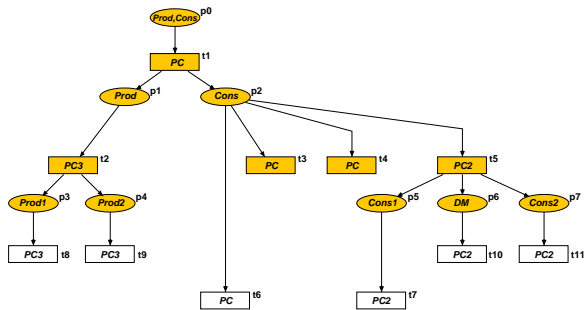 Prod,Cons p0
PC t1
Prod p1 Cons p2
PC3 t2 PC t3 PC t4 PC2 t5
Prod1 p3 Prod2 p4 Cons1 p5 DM p6 Cons2 p7
PC3 t8 PC3 t9 PC2 t10 PC2 t11
PC t6 PC2 t7